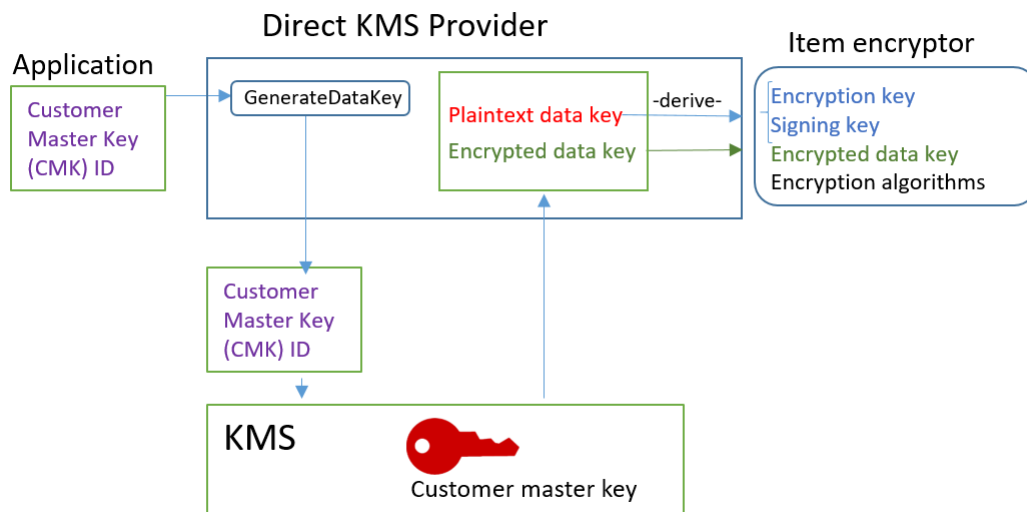 Direct KMS Provider
Item encryptor
Application
Customer
Master Key
(CMK) ID
GenerateDataKey
Plaintext data key
Encrypted data key
-derive-
Encryption key
Signing key
Encrypted data key
Encryption algorithms
Customer
Master Key
(CMK) ID
KMS
Customer master key